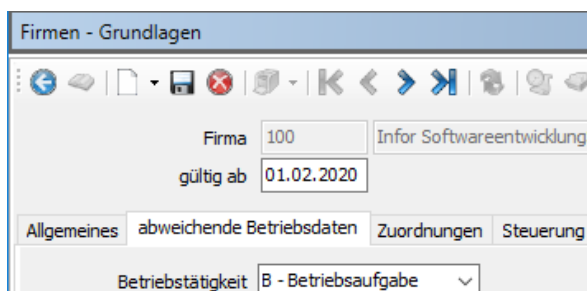 Firmen - Grundlagen
Firma 100 Infor Softwareentwicklung
gültig ab 01.02.2020
Allgemeines abweichende Betriebsdaten Zuordnungen Steuerung
Betriebstätigkeit B - Betriebsaufgabe